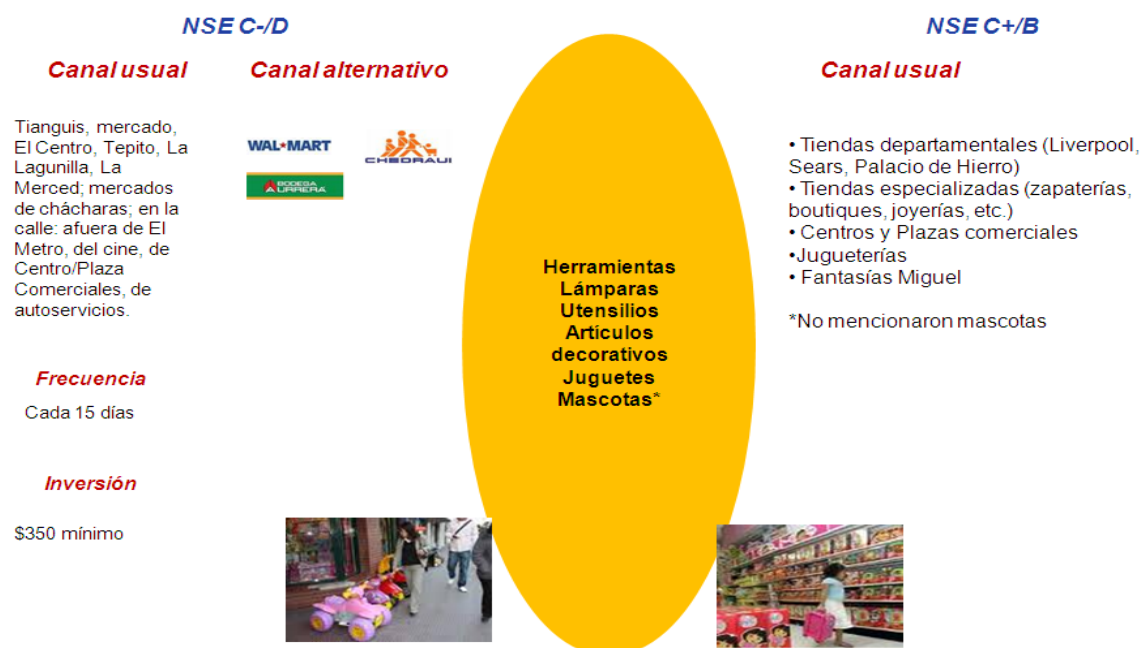 NSE C-/D
Canal usual
Canal alternativo
Tianguis, mercado,
El Centro, Tepito, La
Lagunilla, La
Merced; mercados
de chácharas; en la
calle: afuera de El
Metro, del cine, de
Centro/Plaza
Comerciales, de
autoservicios.
WAL★MART
CHEDRAUI
BODEGA
AURRERA
Frecuencia
Cada 15 días
Inversión
$350 mínimo
Herramientas
Lámparas
Utensilios
Artículos
decorativos
Juguetes
Mascotas*
NSE C+/B
Canal usual
• Tiendas departamentales (Liverpool,
Sears, Palacio de Hierro)
• Tiendas especializadas (zapaterías,
boutiques, joyerías, etc.)
• Centros y Plazas comerciales
•Jugueterías
• Fantasías Miguel
*No mencionaron mascotas